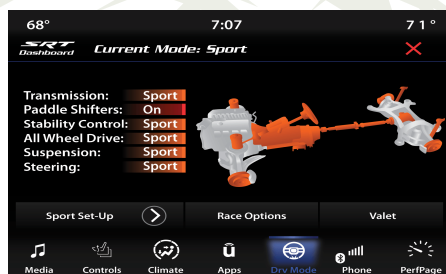 68°
7:07
71°
SRT
Dashboard
Current Mode: Sport
Transmission: Sport
Paddle Shifters: On
Stability Control: Sport
All Wheel Drive: Sport
Suspension: Sport
Steering: Sport
Sport Set-Up
Race Options
Valet
Media
Controls
Climate
Apps
Drv Mode
Phone
PerfPage